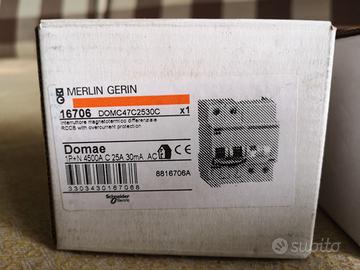 MERLIN GERIN
16706 DOMC47C2530C x1
Interruttore magnetotermico differenziale
RCCB with overcurrent protection
Domae
1P+N 4500A C 25A 30mA AC
8816706A
3303430167068
Schneider
Electric
subito